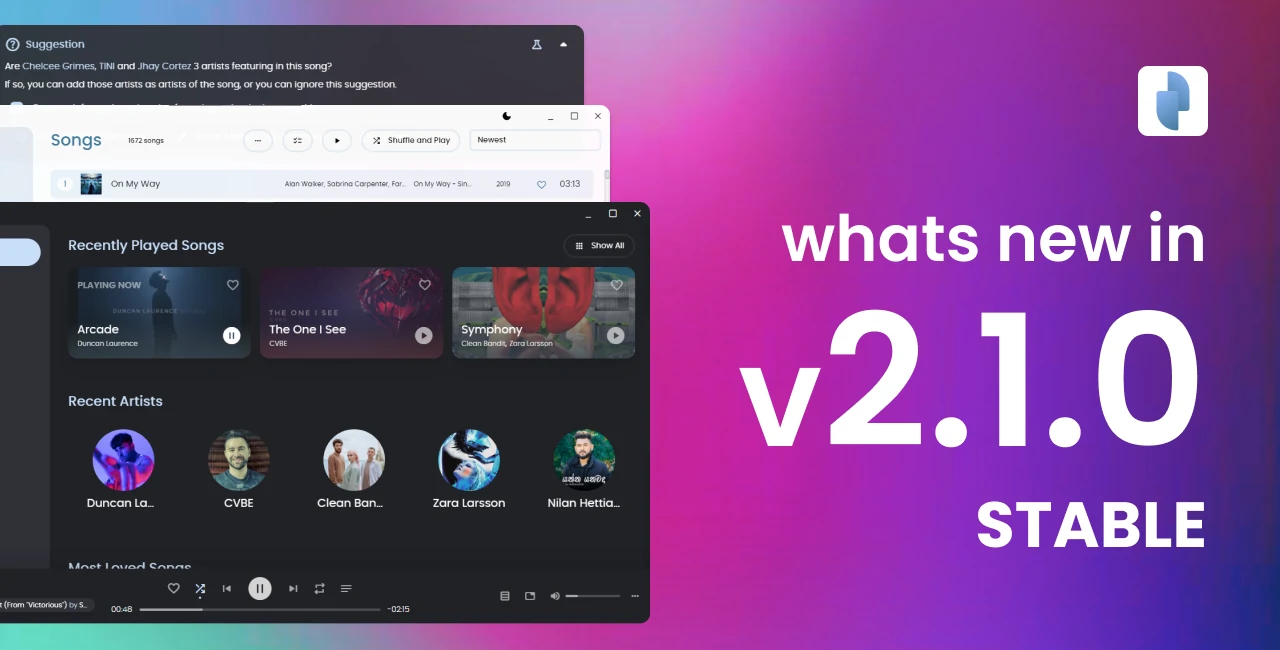 Suggestion
Are Chelcee Grimes, TINI and Jhay Cortez 3 artists featuring in this song?
If so, you can add those artists as artists of the song, or you can ignore this suggestion.
Songs
1672 songs
Shuffle and Play
Newest
1
On My Way
Alan Walker, Sabrina Carpenter, Far...
On My Way - Sin...
2019
03:13
Recently Played Songs
Show All
PLAYING NOW
DUNCAN LAURENCE
Arcade
Duncan Laurence
THE ONE I SEE
The One I See
CVBE
Symphony
Clean Bandit, Zara Larsson
Recent Artists
Duncan La...
CVBE
Clean Ban...
Zara Larsson
Nilan Hettia...
Most Loved Songs
t (From "Victorious") by S...
00:48
-02:15
whats new in
v2.1.0
STABLE